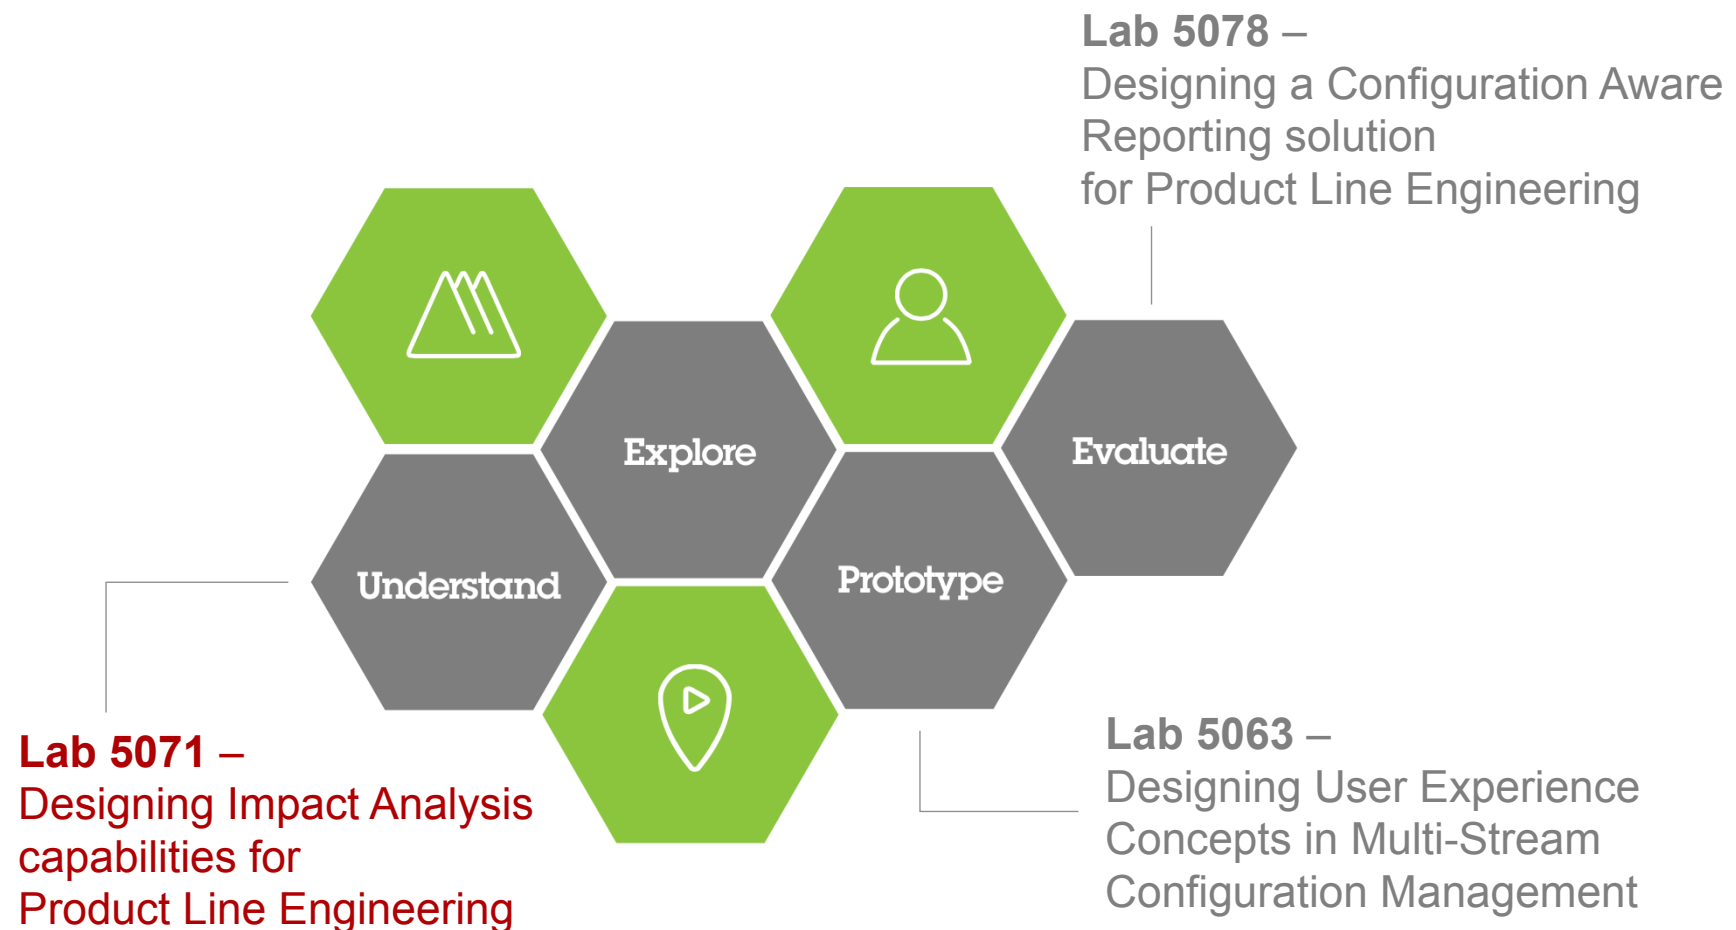 Lab 5078 –
Designing a Configuration Aware
Reporting solution
for Product Line Engineering
Explore
Evaluate
Understand
Prototype
Lab 5071 –
Designing Impact Analysis
capabilities for
Product Line Engineering
Lab 5063 –
Designing User Experience
Concepts in Multi-Stream
Configuration Management